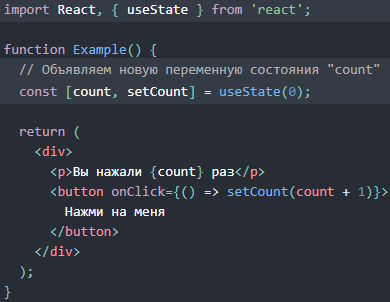 import React, { useState } from 'react';
function Example() {
  // Объявляем новую переменную состояния "count"
  const [count, setCount] = useState(0);
  return (
    <div>
      <p>Вы нажали {count} раз</p>
      <button onClick={() => setCount(count + 1)}>
        Нажми на меня
      </button>
    </div>
  );
}